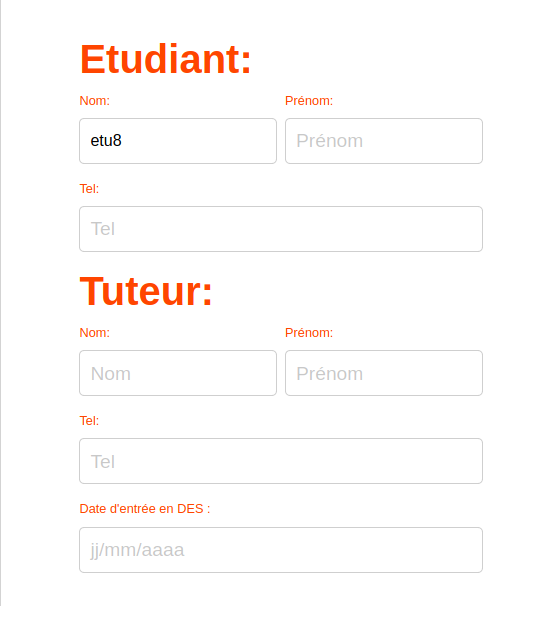 Etudiant:
Nom: Prénom:
etu8 Prénom
Tel:
Tel
Tuteur:
Nom: Prénom:
Nom Prénom
Tel:
Tel
Date d'entrée en DES :
jj/mm/aaaa